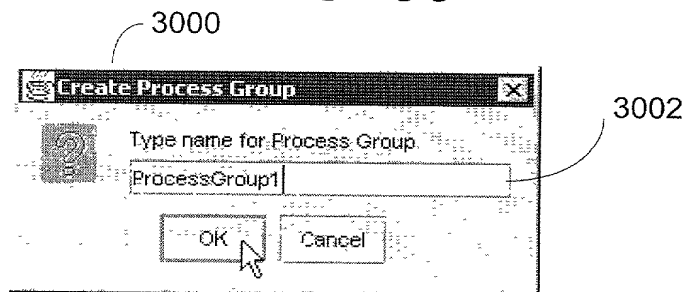 3000
Create Process Group
3002
Type name for Process Group.
ProcessGroup1
OK Cancel